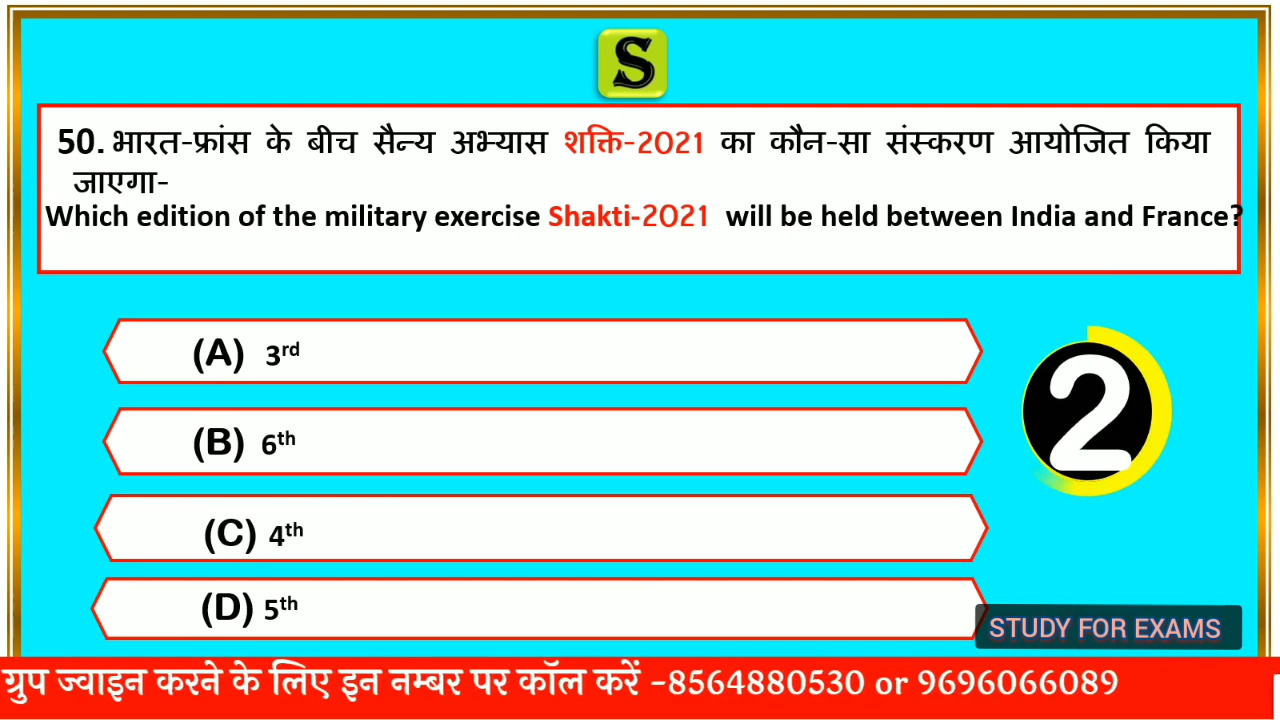 S
50. भारत-फ्रांस के बीच सैन्य अभ्यास शक्ति-2021 का कौन-सा संस्करण आयोजित किया
जाएगा-
Which edition of the military exercise Shakti-2021 will be held between India and France?
(A) 3rd
(B) 6th
2
(C) 4th
(D) 5th
STUDY FOR EXAMS
ग्रुप ज्वाइन करने के लिए इन नम्बर पर कॉल करें -8564880530 or 9696066089